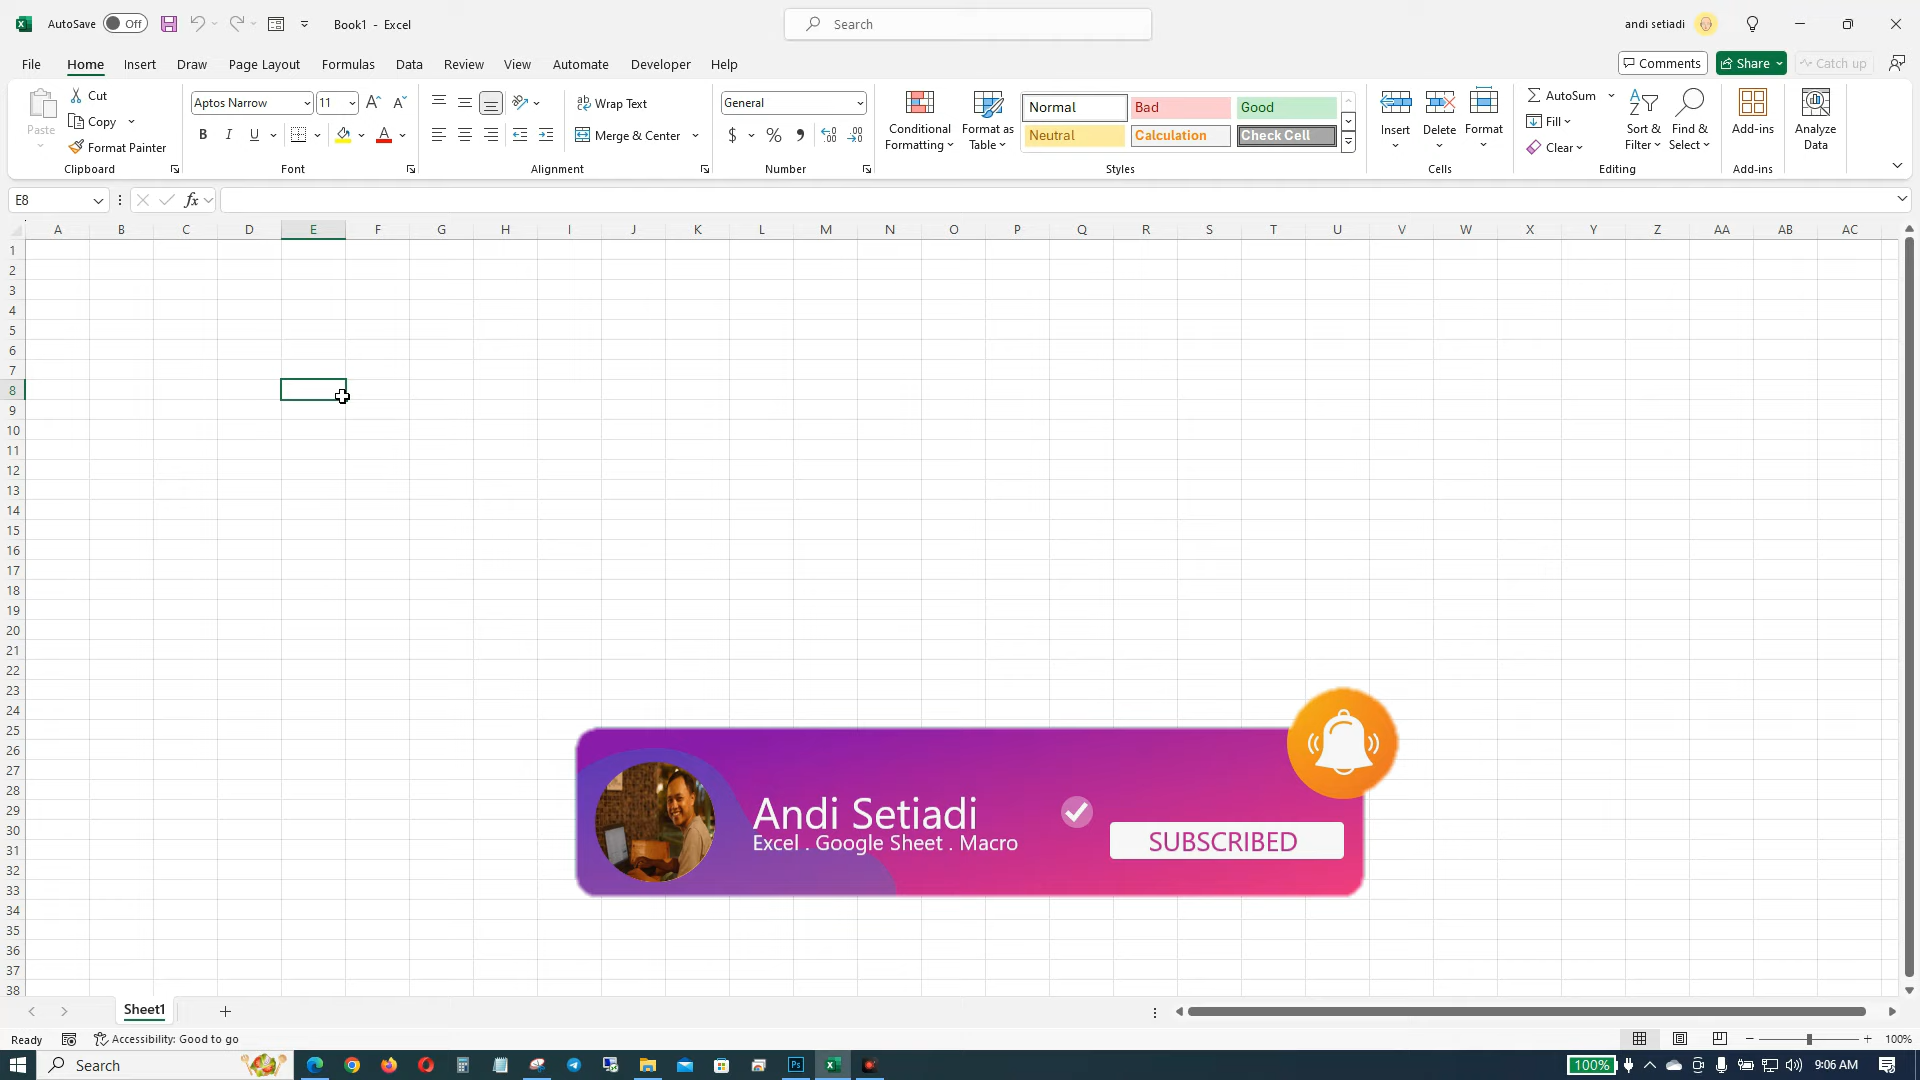 AutoSave Off Book1 - Excel Search andi setiadi
File Home Insert Draw Page Layout Formulas Data Review View Automate Developer Help Comments Share Catch up
Paste Cut Copy Format Painter Clipboard
Aptos Narrow 11 B I U A Font
Wrap Text Merge & Center Alignment
General $ % , Number
Conditional Formatting Format as Table
Normal Bad Good
Neutral Calculation Check Cell
Styles
Insert Delete Format Cells
AutoSum Fill Clear Sort & Filter Find & Select Editing
Add-ins Add-ins
Analyze Data
E8 fx
A B C D E F G H I J K L M N O P Q R S T U V W X Y Z AA AB AC
1
2
3
4
5
6
7
8
9
10
11
12
13
14
15
16
17
18
19
20
21
22
23
24
25
26
27
28
29
30
31
32
33
34
35
36
37
38
Andi Setiadi
Excel . Google Sheet . Macro
SUBSCRIBED
Sheet1
Ready Accessibility: Good to go 100%
Search Ps 100% 9:06 AM